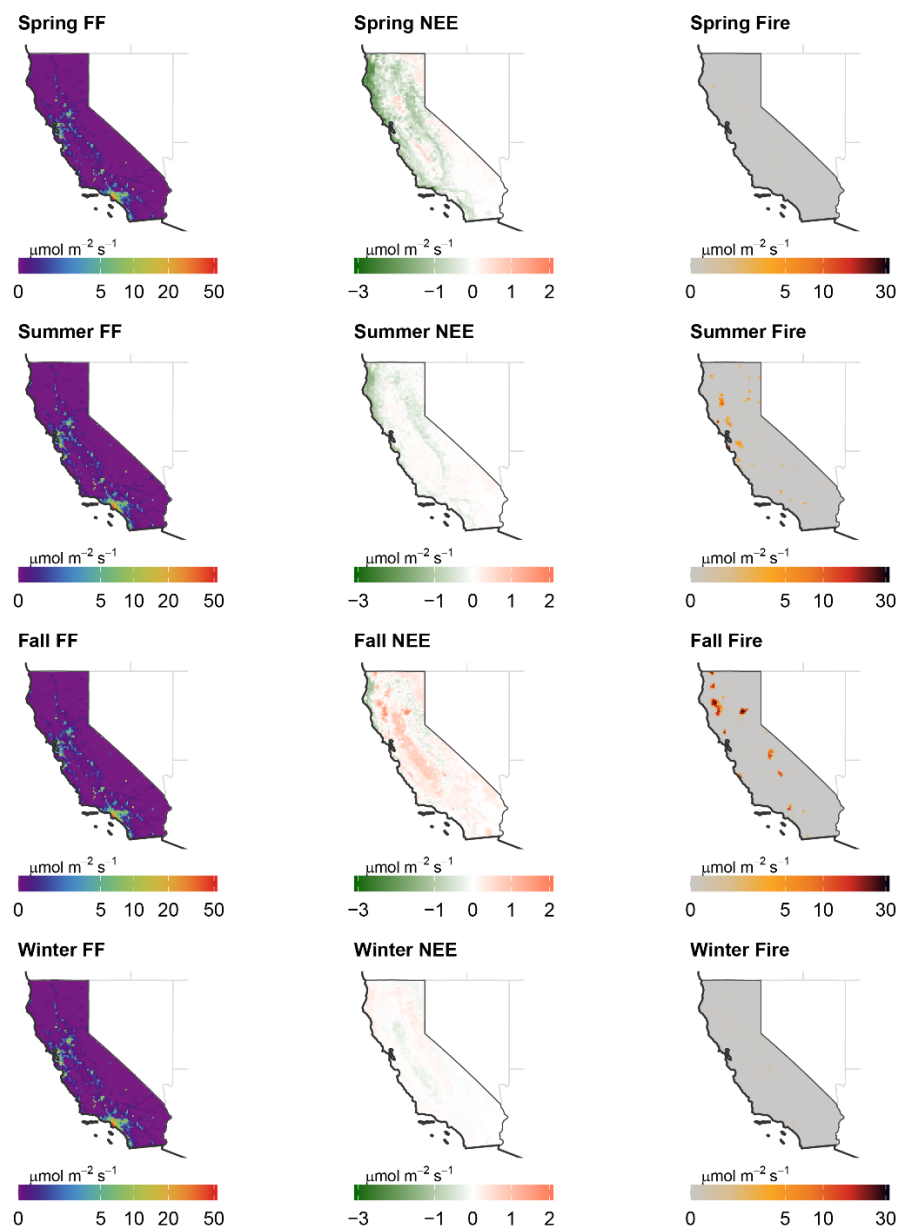 Spring FF Spring NEE Spring Fire
μmol m⁻² s⁻¹ μmol m⁻² s⁻¹ μmol m⁻² s⁻¹
0 5 10 20 50 −3 −1 0 1 2 0 5 10 30
Summer FF Summer NEE Summer Fire
μmol m⁻² s⁻¹ μmol m⁻² s⁻¹ μmol m⁻² s⁻¹
0 5 10 20 50 −3 −1 0 1 2 0 5 10 30
Fall FF Fall NEE Fall Fire
μmol m⁻² s⁻¹ μmol m⁻² s⁻¹ μmol m⁻² s⁻¹
0 5 10 20 50 −3 −1 0 1 2 0 5 10 30
Winter FF Winter NEE Winter Fire
μmol m⁻² s⁻¹ μmol m⁻² s⁻¹ μmol m⁻² s⁻¹
0 5 10 20 50 −3 −1 0 1 2 0 5 10 30